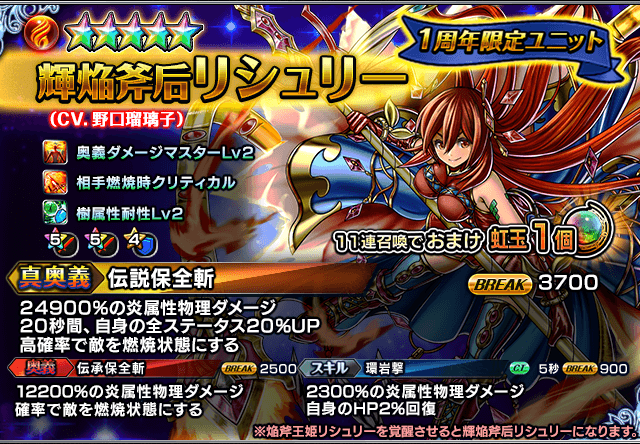 1周年限定ユニット
輝焔斧后リシュリー
(CV.野口瑠璃子)
奥義ダメージマスターLv2
相手燃焼時クリティカル
樹属性耐性Lv2
5 5 4
11連召喚でおまけ 虹玉1個
真奥義 伝説保全斬 BREAK 3700
24900%の炎属性物理ダメージ
20秒間、自身の全ステータス20%UP
高確率で敵を燃焼状態にする
奥義 伝承保全斬 BREAK 2500
12200%の炎属性物理ダメージ
確率で敵を燃焼状態にする
スキル 環岩撃 CT 5秒 BREAK 900
2300%の炎属性物理ダメージ
自身のHP2%回復
※焔斧王姫リシュリーを覚醒させると輝焔斧后リシュリーになります。